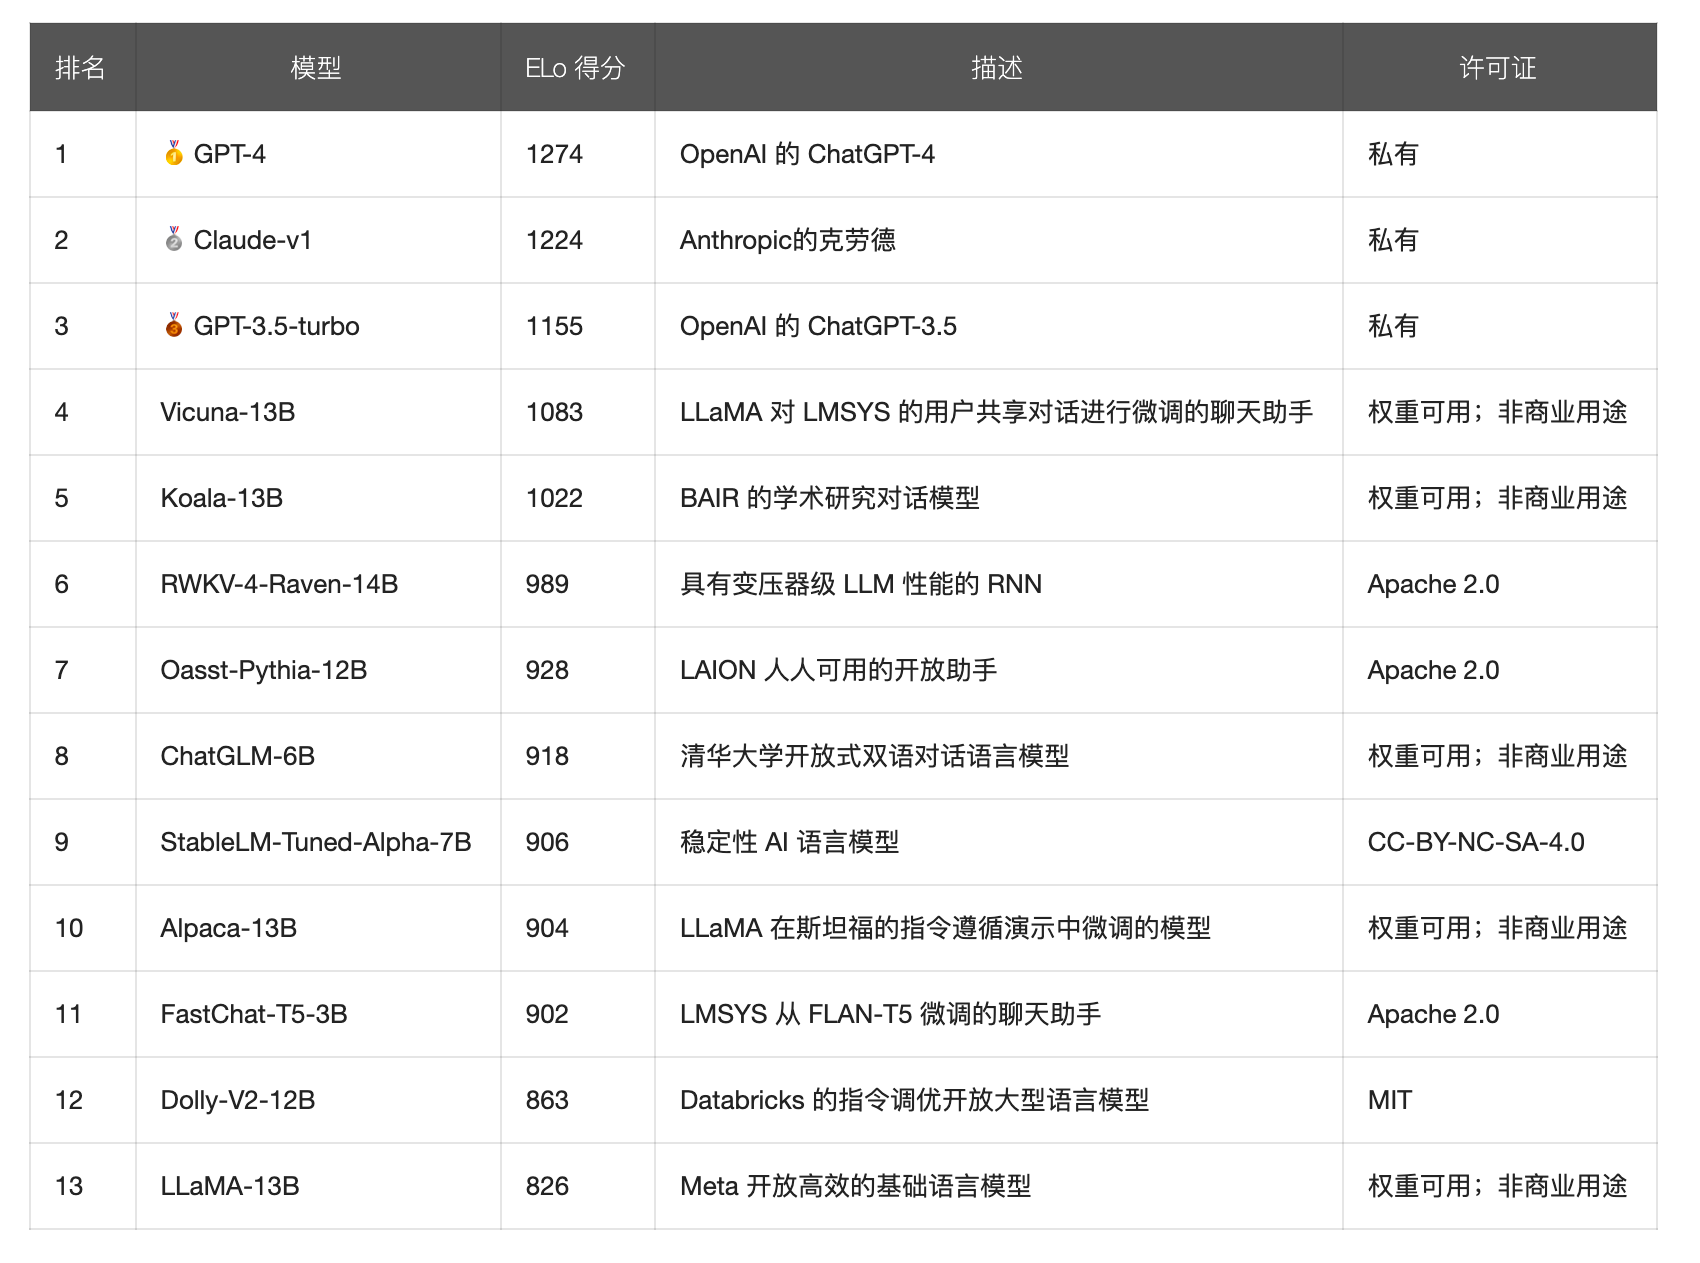 排名 模型 ELo 得分 描述 许可证
1 🥇 GPT-4 1274 OpenAI 的 ChatGPT-4 私有
2 🥈 Claude-v1 1224 Anthropic的克劳德 私有
3 🥉 GPT-3.5-turbo 1155 OpenAI 的 ChatGPT-3.5 私有
4 Vicuna-13B 1083 LLaMA 对 LMSYS 的用户共享对话进行微调的聊天助手 权重可用；非商业用途
5 Koala-13B 1022 BAIR 的学术研究对话模型 权重可用；非商业用途
6 RWKV-4-Raven-14B 989 具有变压器级 LLM 性能的 RNN Apache 2.0
7 Oasst-Pythia-12B 928 LAION 人人可用的开放助手 Apache 2.0
8 ChatGLM-6B 918 清华大学开放式双语对话语言模型 权重可用；非商业用途
9 StableLM-Tuned-Alpha-7B 906 稳定性 AI 语言模型 CC-BY-NC-SA-4.0
10 Alpaca-13B 904 LLaMA 在斯坦福的指令遵循演示中微调的模型 权重可用；非商业用途
11 FastChat-T5-3B 902 LMSYS 从 FLAN-T5 微调的聊天助手 Apache 2.0
12 Dolly-V2-12B 863 Databricks 的指令调优开放大型语言模型 MIT
13 LLaMA-13B 826 Meta 开放高效的基础语言模型 权重可用；非商业用途